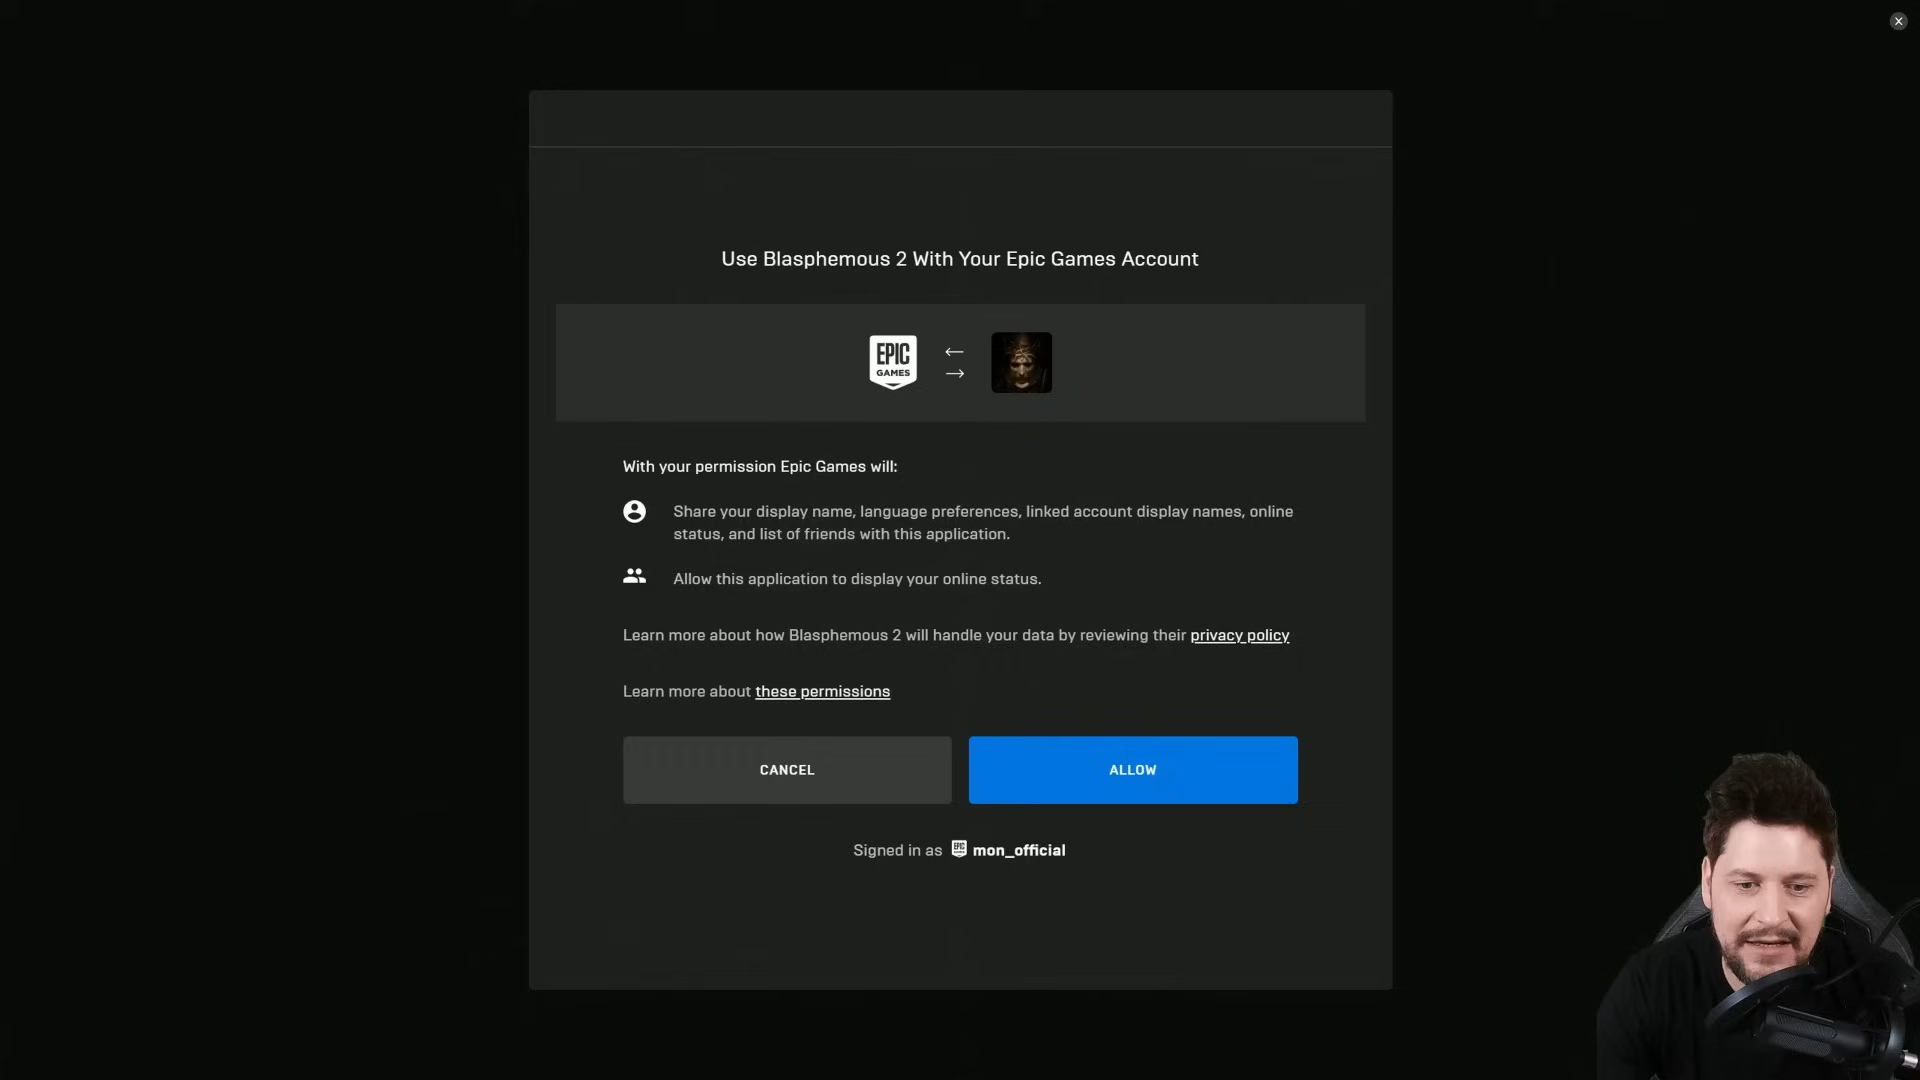 Use Blasphemous 2 With Your Epic Games Account
EPIC
GAMES
With your permission Epic Games will:
Share your display name, language preferences, linked account display names, online
status, and list of friends with this application.
Allow this application to display your online status.
Learn more about how Blasphemous 2 will handle your data by reviewing their privacy policy
Learn more about these permissions
CANCEL
ALLOW
Signed in as EPIC GAMES mon_official